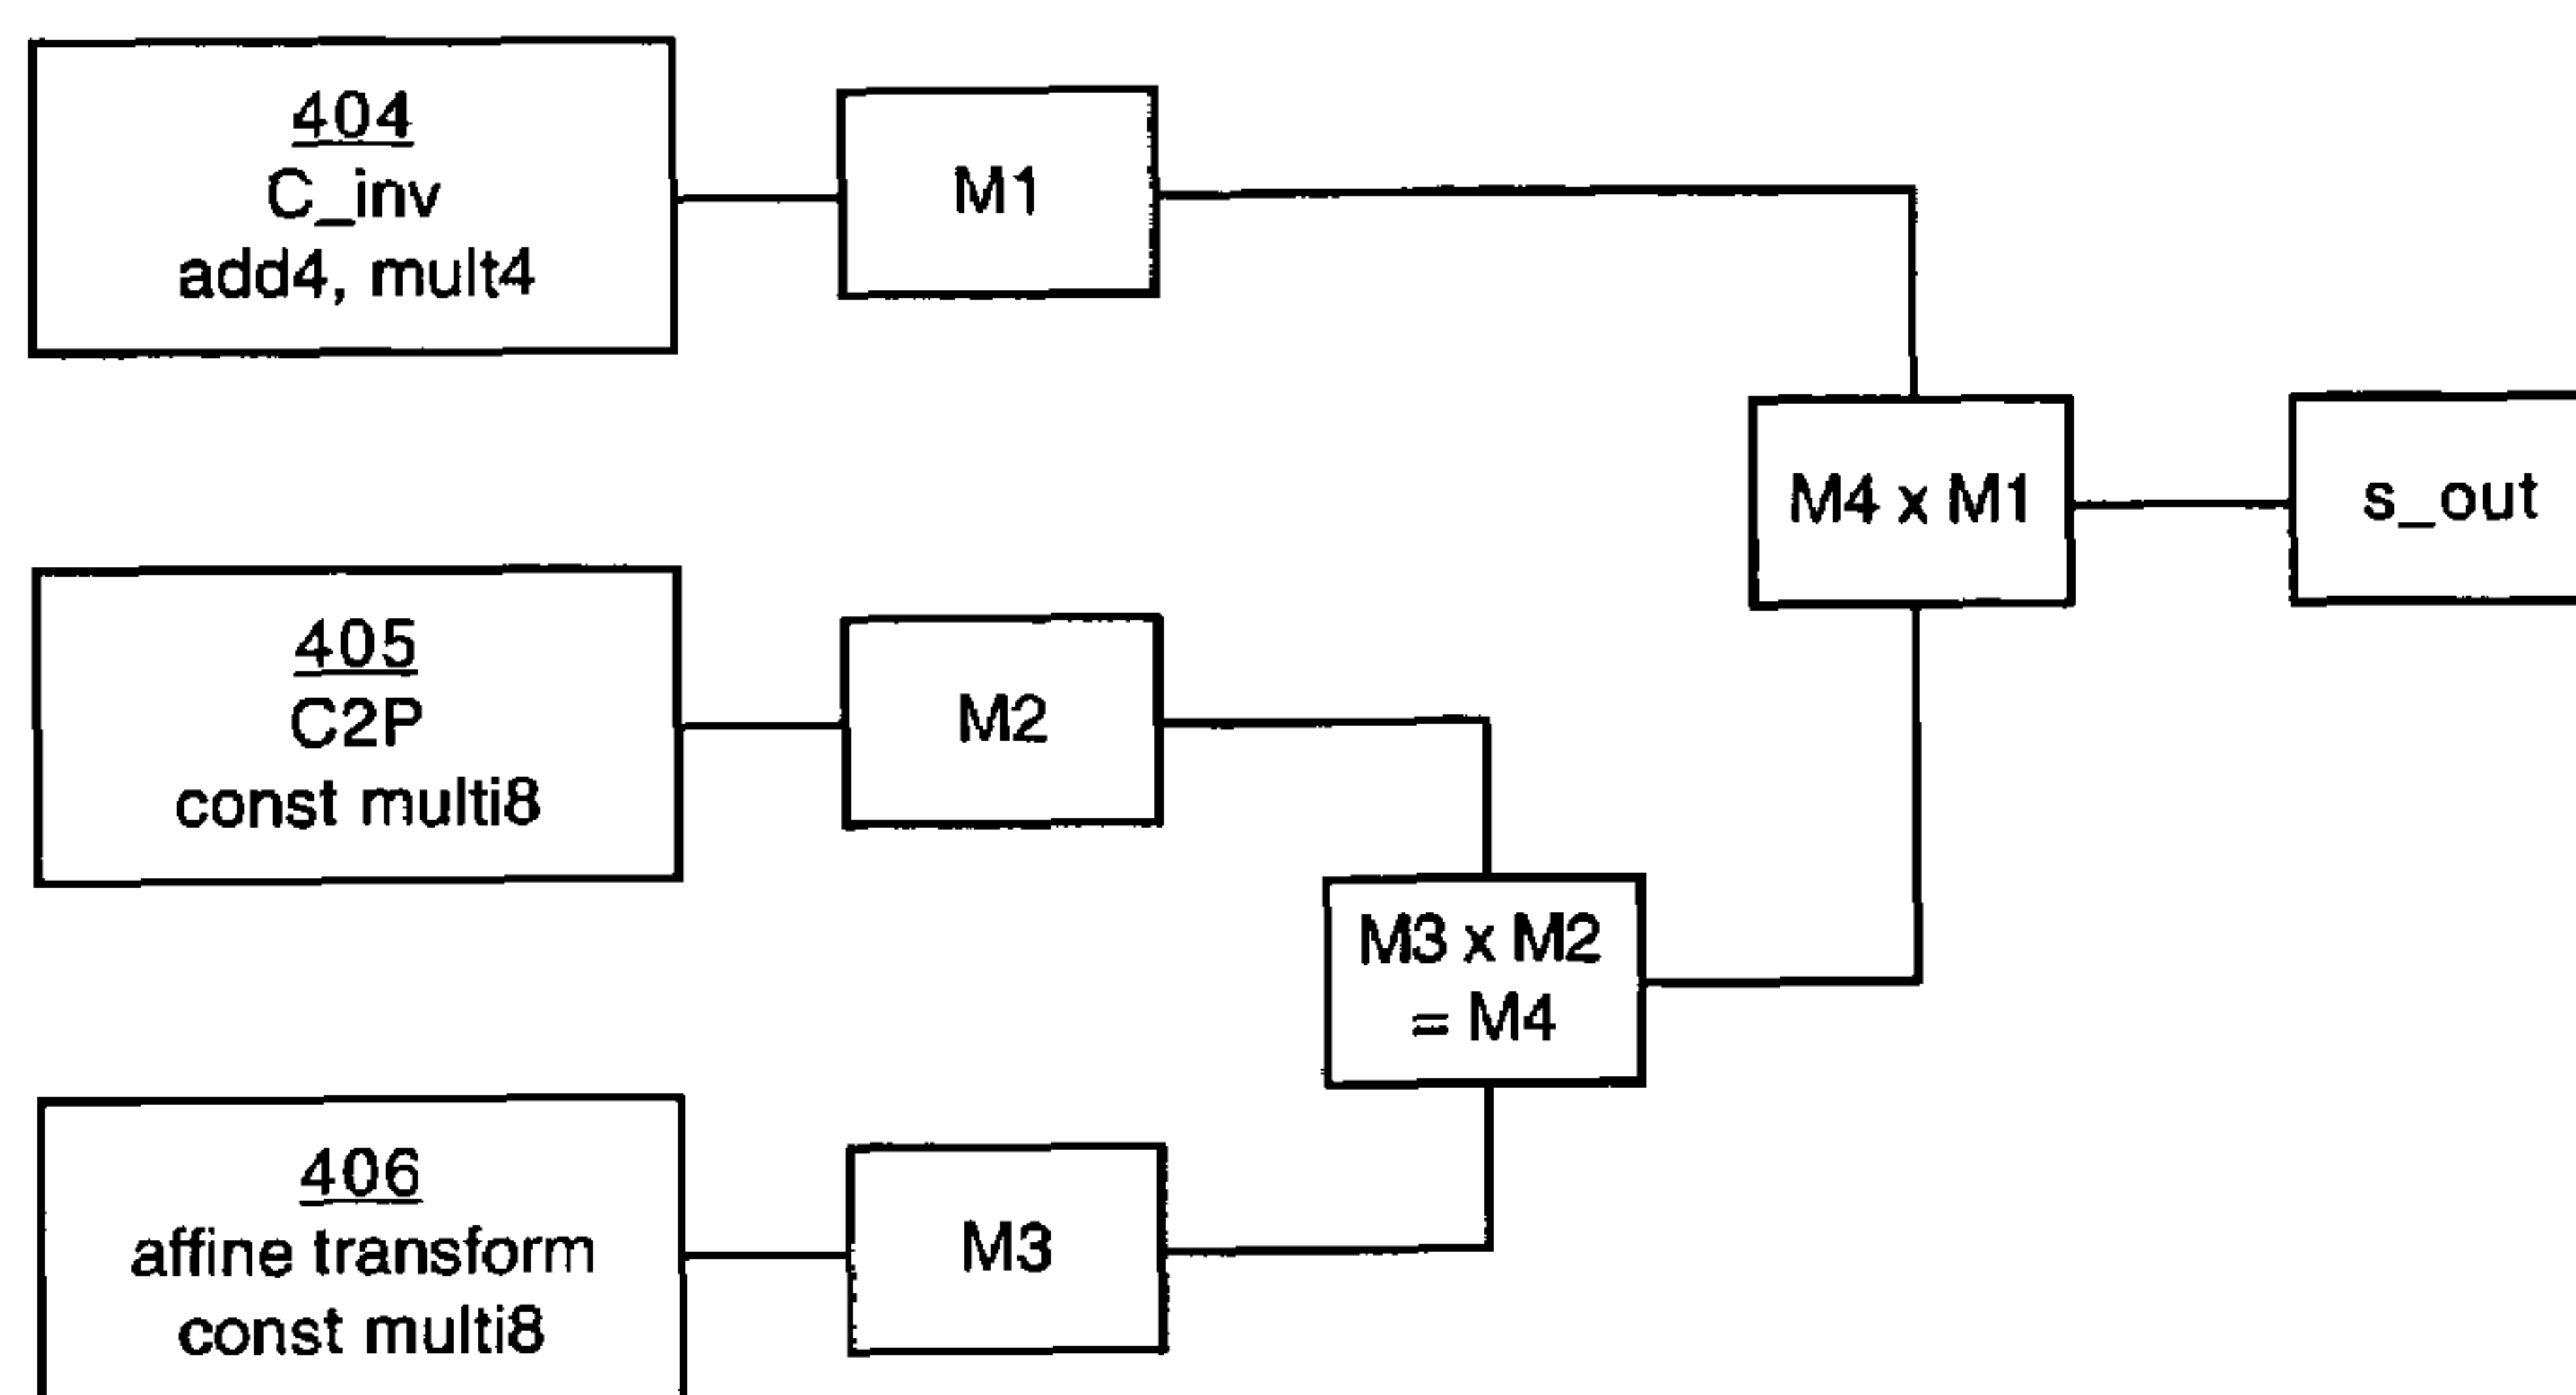 404
C_inv
add4, mult4
M1
M4 x M1
s_out
405
C2P
const multi8
M2
M3 x M2
= M4
406
affine transform
const multi8
M3